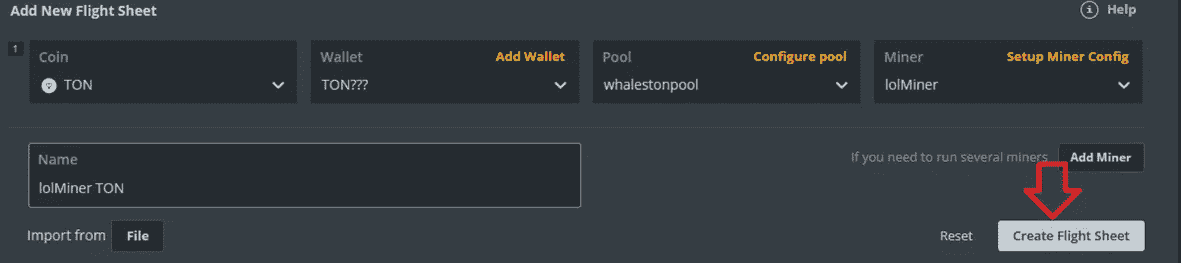 Add New Flight Sheet
Help
1
Coin
TON
Wallet
Add Wallet
TON???
Pool
Configure pool
whalestonpool
Miner
Setup Miner Config
lolMiner
Name
lolMiner TON
If you need to run several miners
Add Miner
Import from
File
Reset
Create Flight Sheet